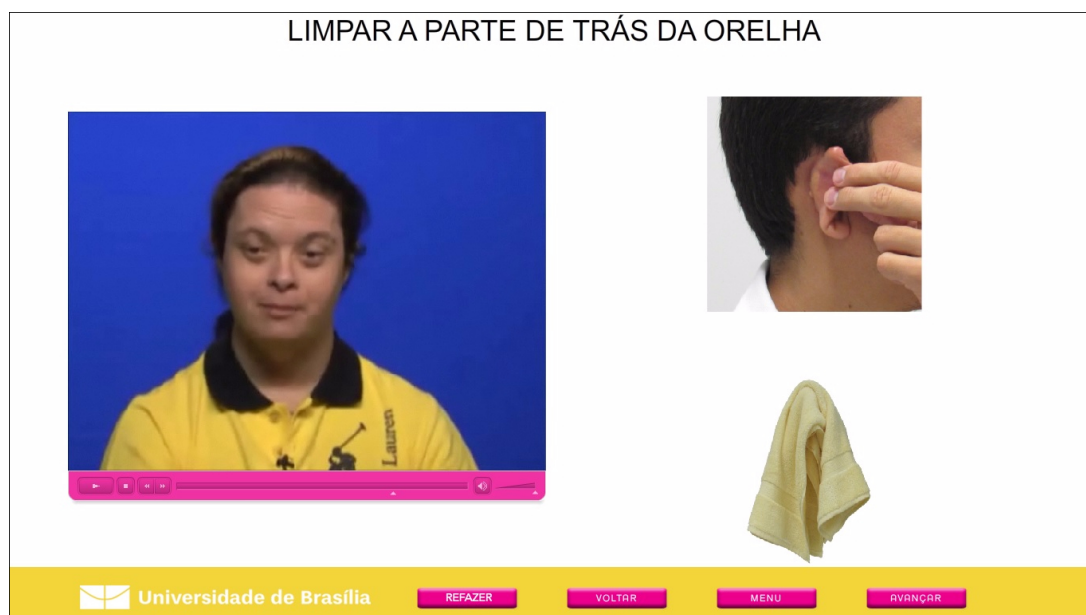 LIMPAR A PARTE DE TRÁS DA ORELHA
Lauren
Universidade de Brasília
REFAZER
VOLTAR
MENU
AVANÇAR